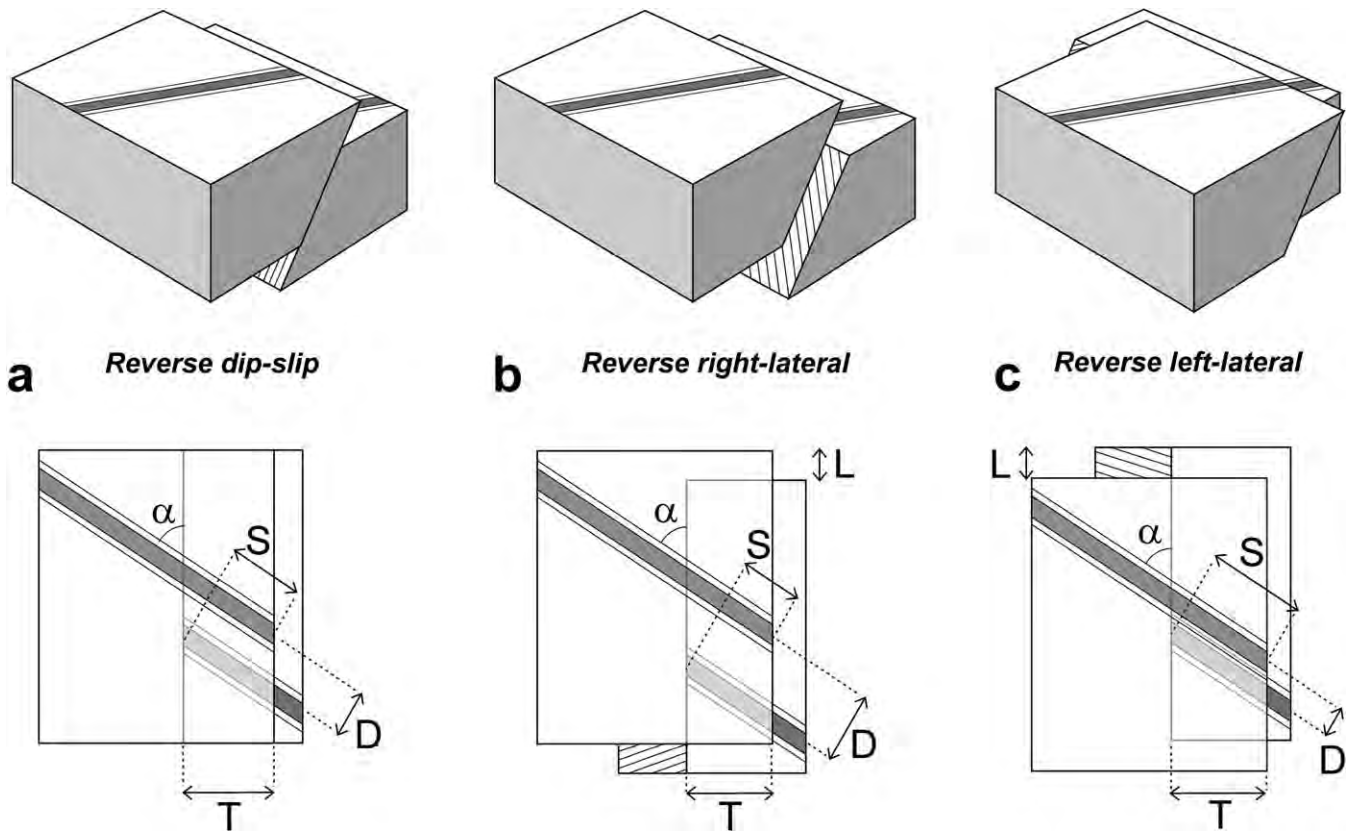 a Reverse dip-slip
b Reverse right-lateral
c Reverse left-lateral
α
S
D
T
L
α
S
D
T
L
α
S
D
T